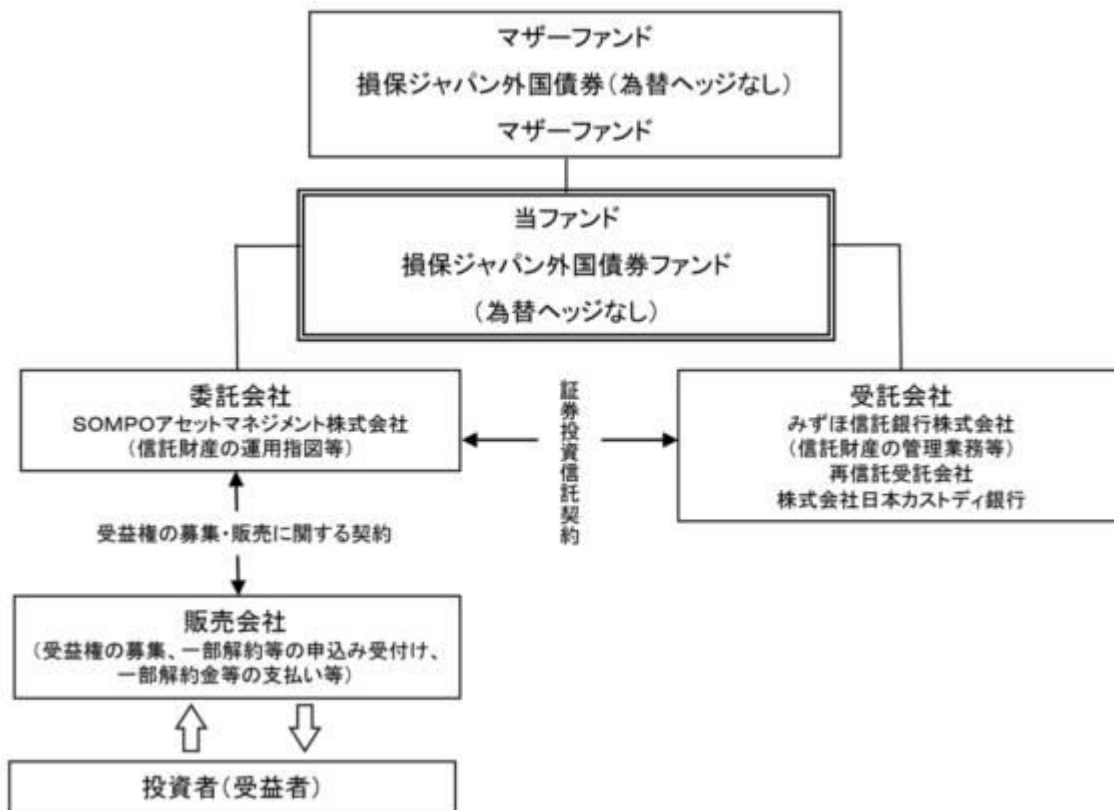 マザーファンド
損保ジャパン外国債券(為替ヘッジなし)
マザーファンド
当ファンド
損保ジャパン外国債券ファンド
(為替ヘッジなし)
委託会社
SOMPOアセットマネジメント株式会社
(信託財産の運用指図等)
証券投資信託契約
受託会社
みずほ信託銀行株式会社
(信託財産の管理業務等)
再信託受託会社
株式会社日本カストディ銀行
受益権の募集・販売に関する契約
販売会社
(受益権の募集、一部解約等の申込み受付け、
一部解約金等の支払い等)
投資者(受益者)